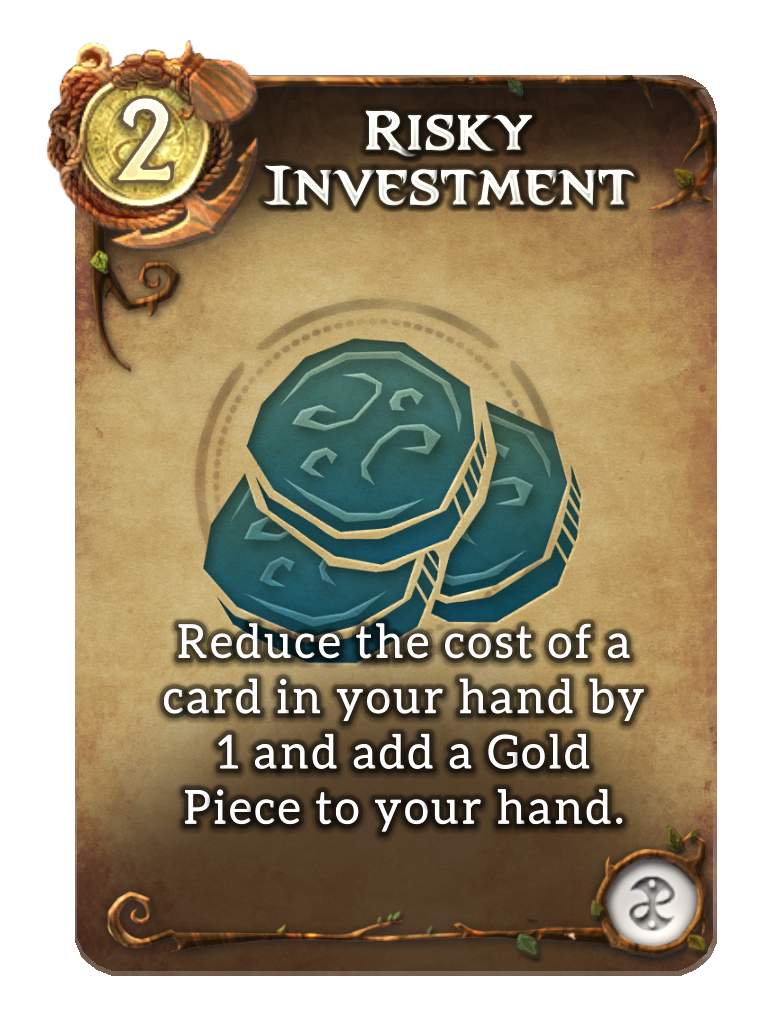 2
Risky
Investment
Reduce the cost of a
card in your hand by
1 and add a Gold
Piece to your hand.